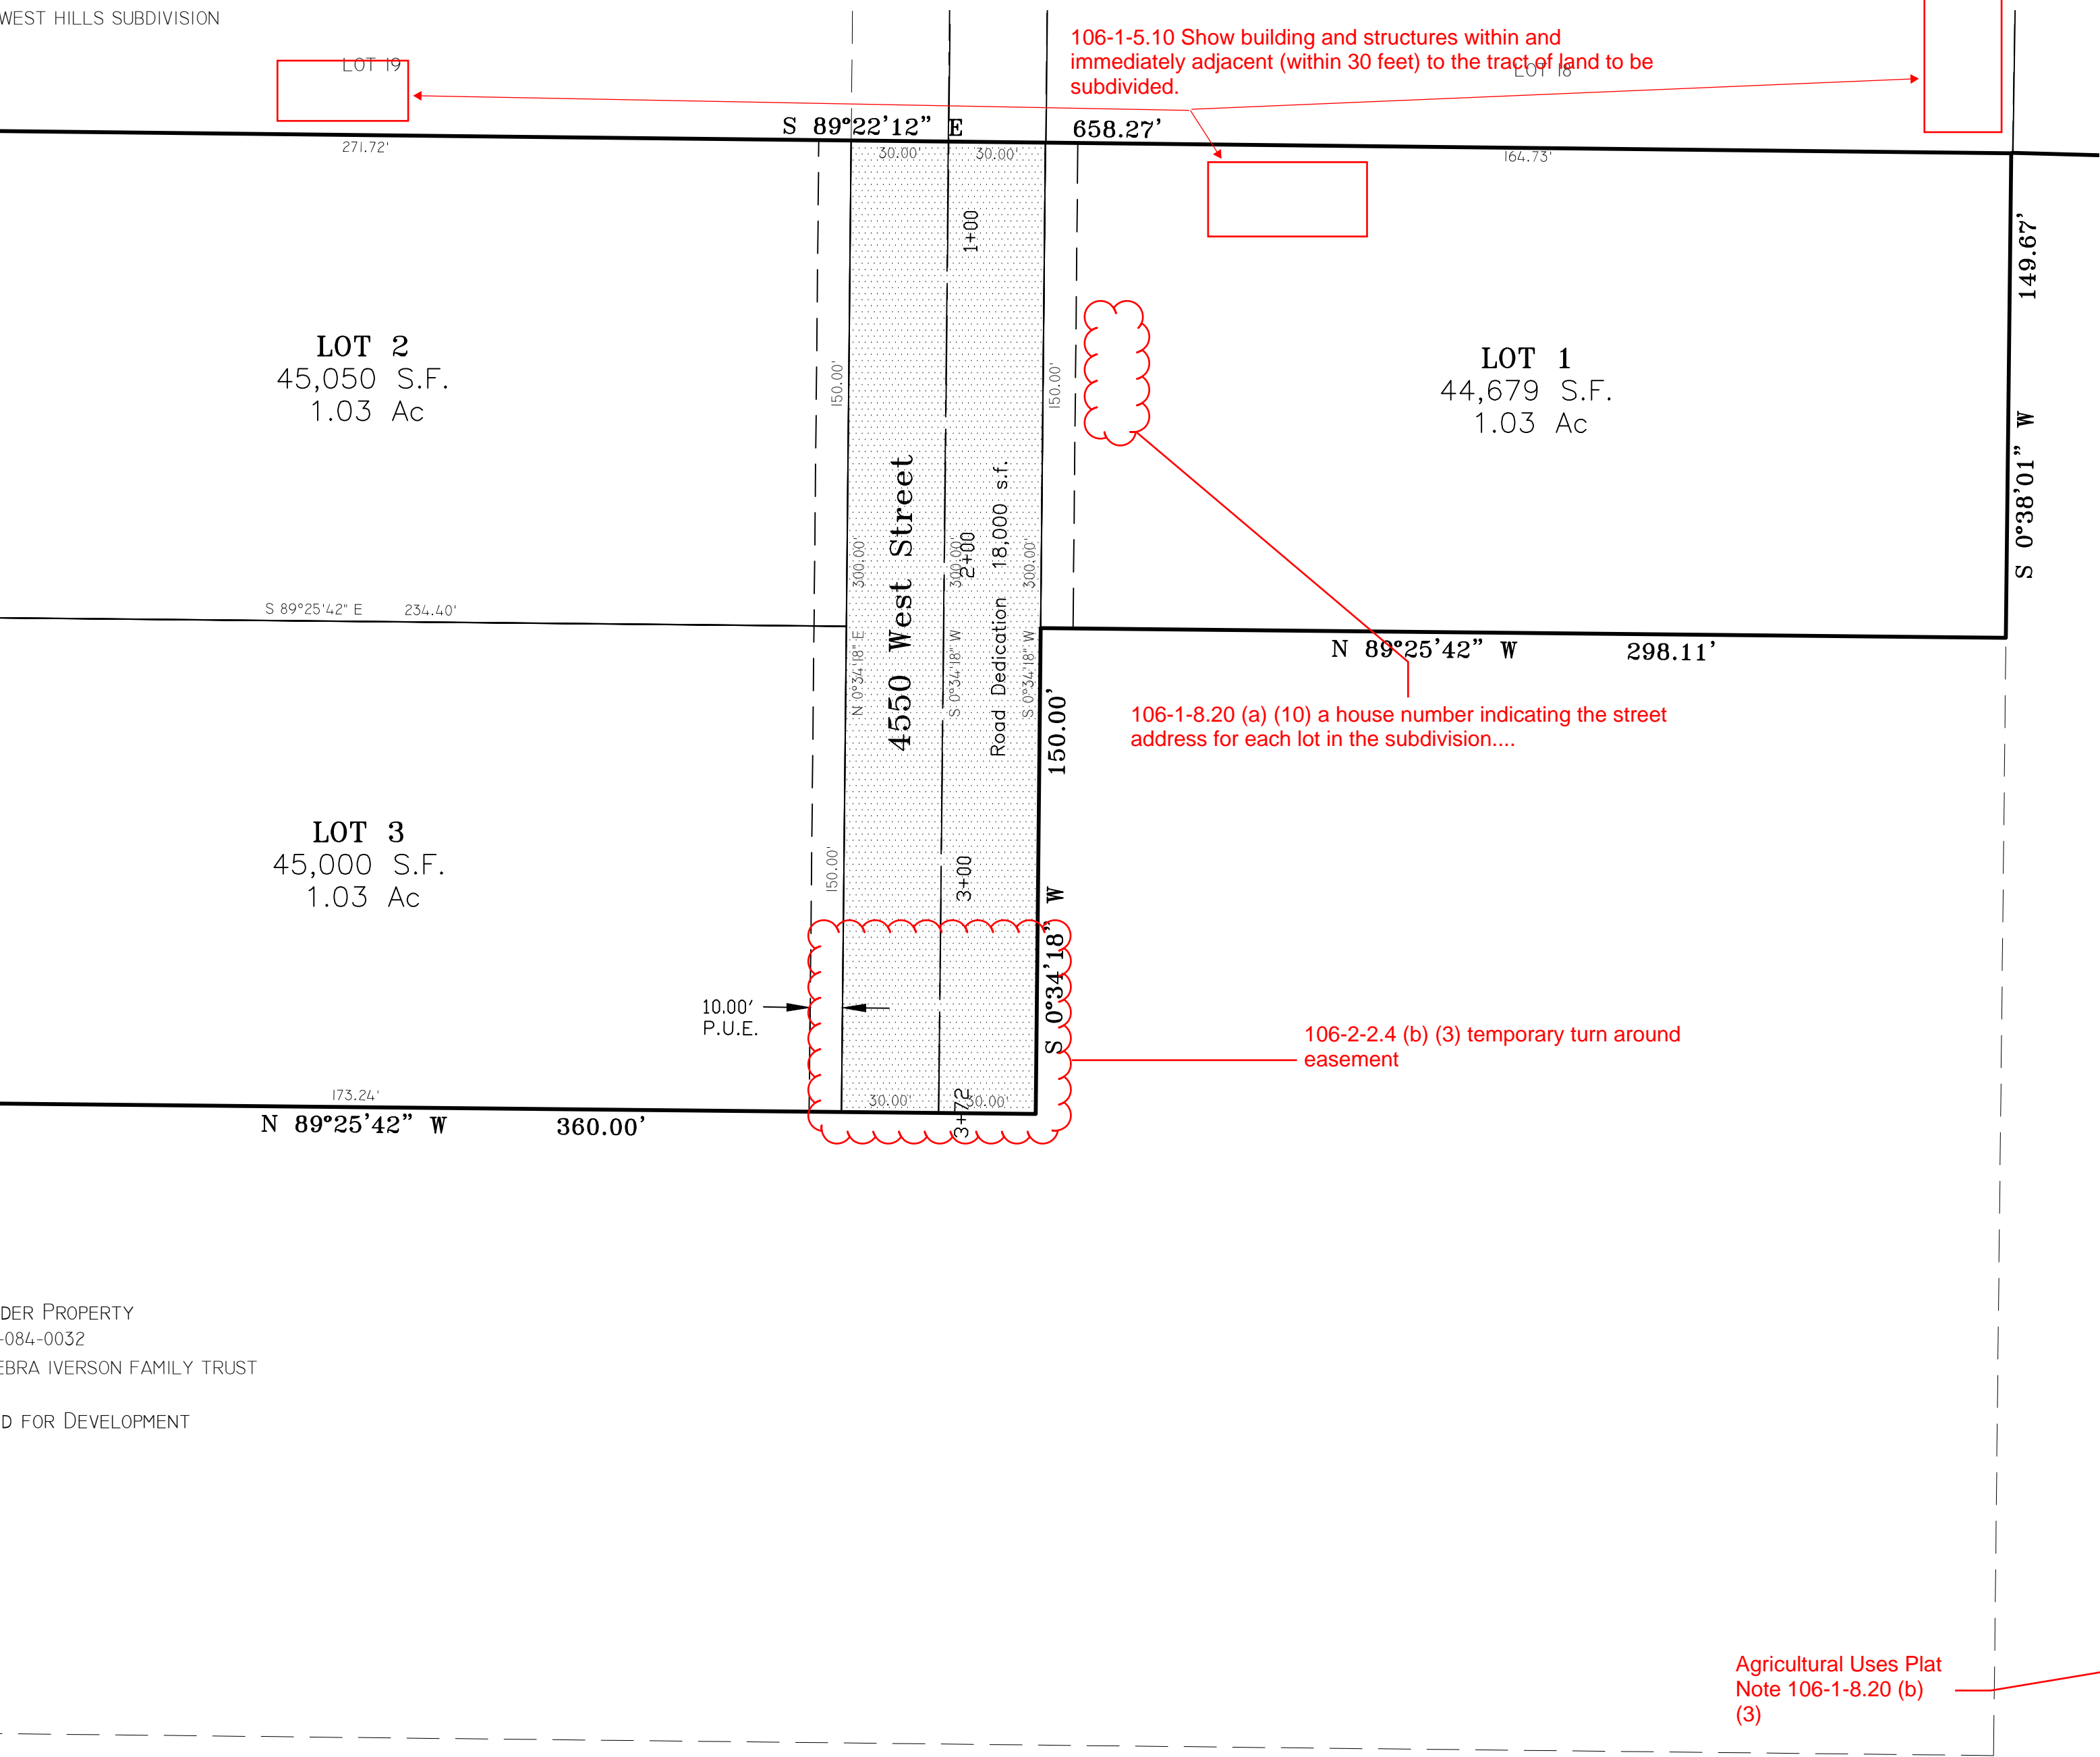 WEST HILLS SUBDIVISION
106-1-5.10 Show building and structures within and
immediately adjacent (within 30 feet) to the tract of land to be
subdivided.
LOT 19
LOT 18
S 89°22'12" E
658.27'
271.72'
30.00'
30.00'
164.73'
1+00
149.67'
S 0°38'01" W
LOT 2
45,050 S.F.
1.03 Ac
150.00'
150.00'
LOT 1
44,679 S.F.
1.03 Ac
4550 West Street
Road Dedication 18,000 s.f.
2+00
N 0°34'18" E 300.00'
S 0°34'18" W 300.00'
S 0°34'18" W 300.00'
S 89°25'42" E 234.40'
N 89°25'42" W 298.11'
106-1-8.20 (a) (10) a house number indicating the street
address for each lot in the subdivision....
LOT 3
45,000 S.F.
1.03 Ac
150.00'
3+00
S 0°34'18" W 150.00'
10.00'
P.U.E.
106-2-2.4 (b) (3) temporary turn around
easement
173.24'
30.00'
30.00'
3+72
N 89°25'42" W 360.00'
DER PROPERTY
-084-0032
EBRA IVERSON FAMILY TRUST
D FOR DEVELOPMENT
Agricultural Uses Plat
Note 106-1-8.20 (b)
(3)